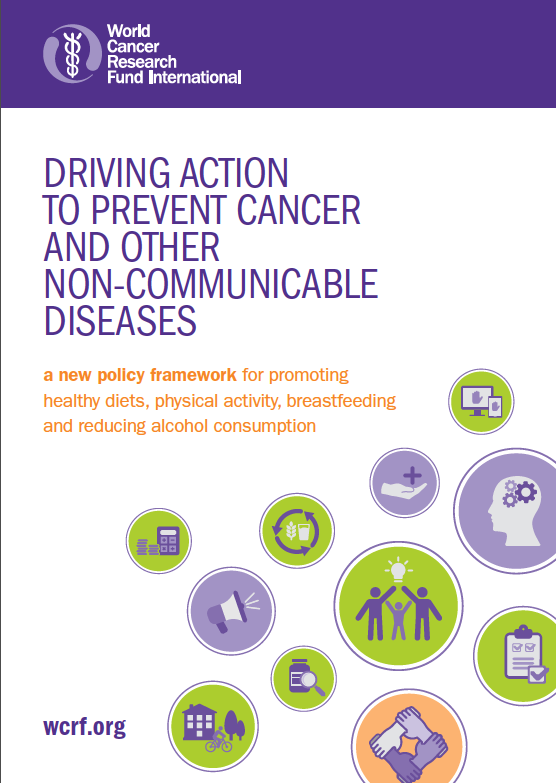 World
Cancer
Research
Fund International
DRIVING ACTION
TO PREVENT CANCER
AND OTHER
NON-COMMUNICABLE
DISEASES
a new policy framework for promoting
healthy diets, physical activity, breastfeeding
and reducing alcohol consumption
wcrf.org